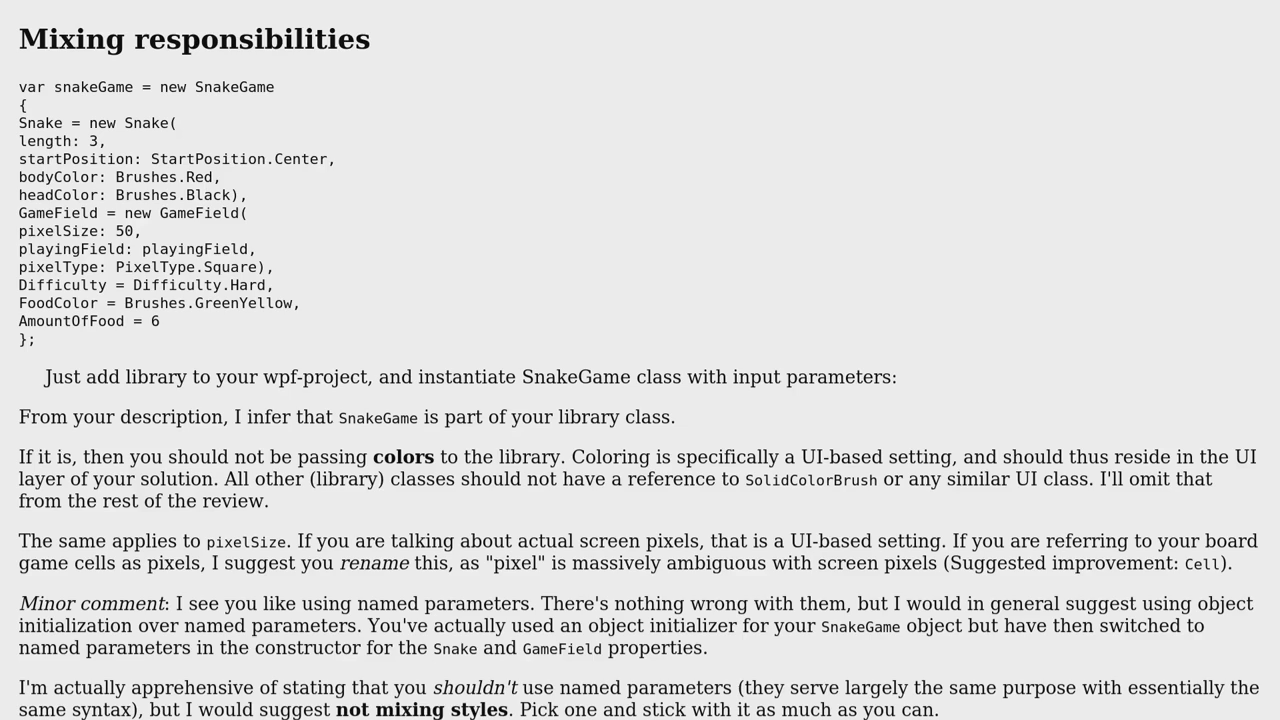 Mixing responsibilities
var snakeGame = new SnakeGame
{
Snake = new Snake(
length: 3,
startPosition: StartPosition.Center,
bodyColor: Brushes.Red,
headColor: Brushes.Black),
GameField = new GameField(
pixelSize: 50,
playingField: playingField,
pixelType: PixelType.Square),
Difficulty = Difficulty.Hard,
FoodColor = Brushes.GreenYellow,
AmountOfFood = 6
};
Just add library to your wpf-project, and instantiate SnakeGame class with input parameters:
From your description, I infer that SnakeGame is part of your library class.
If it is, then you should not be passing colors to the library. Coloring is specifically a UI-based setting, and should thus reside in the UI
layer of your solution. All other (library) classes should not have a reference to SolidColorBrush or any similar UI class. I'll omit that
from the rest of the review.
The same applies to pixelSize. If you are talking about actual screen pixels, that is a UI-based setting. If you are referring to your board
game cells as pixels, I suggest you rename this, as "pixel" is massively ambiguous with screen pixels (Suggested improvement: Cell).
Minor comment: I see you like using named parameters. There's nothing wrong with them, but I would in general suggest using object
initialization over named parameters. You've actually used an object initializer for your SnakeGame object but have then switched to
named parameters in the constructor for the Snake and GameField properties.
I'm actually apprehensive of stating that you shouldn't use named parameters (they serve largely the same purpose with essentially the
same syntax), but I would suggest not mixing styles. Pick one and stick with it as much as you can.